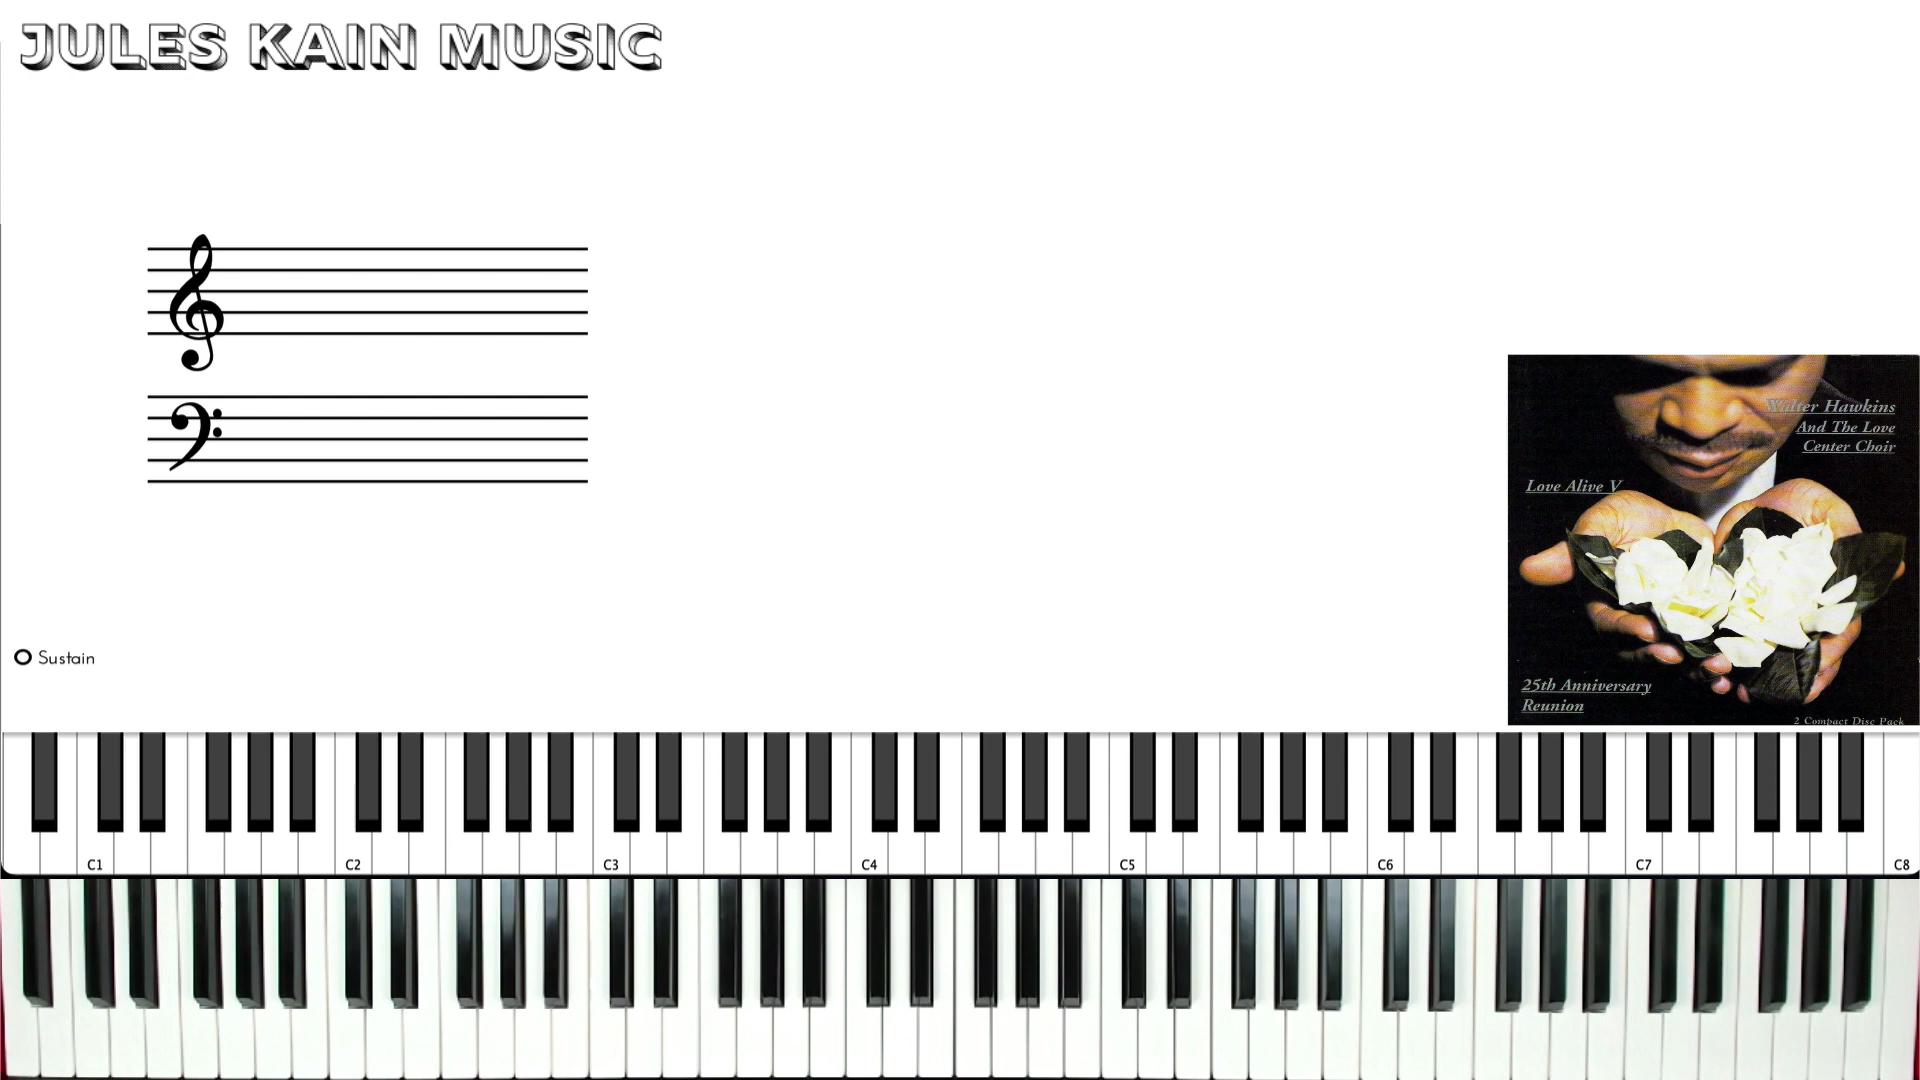 JULES KAIN MUSIC
Walter Hawkins
And The Love
Center Choir
Love Alive V
Sustain
25th Anniversary
Reunion
2 Compact Disc Pack
C1 C2 C3 C4 C5 C6 C7 C8